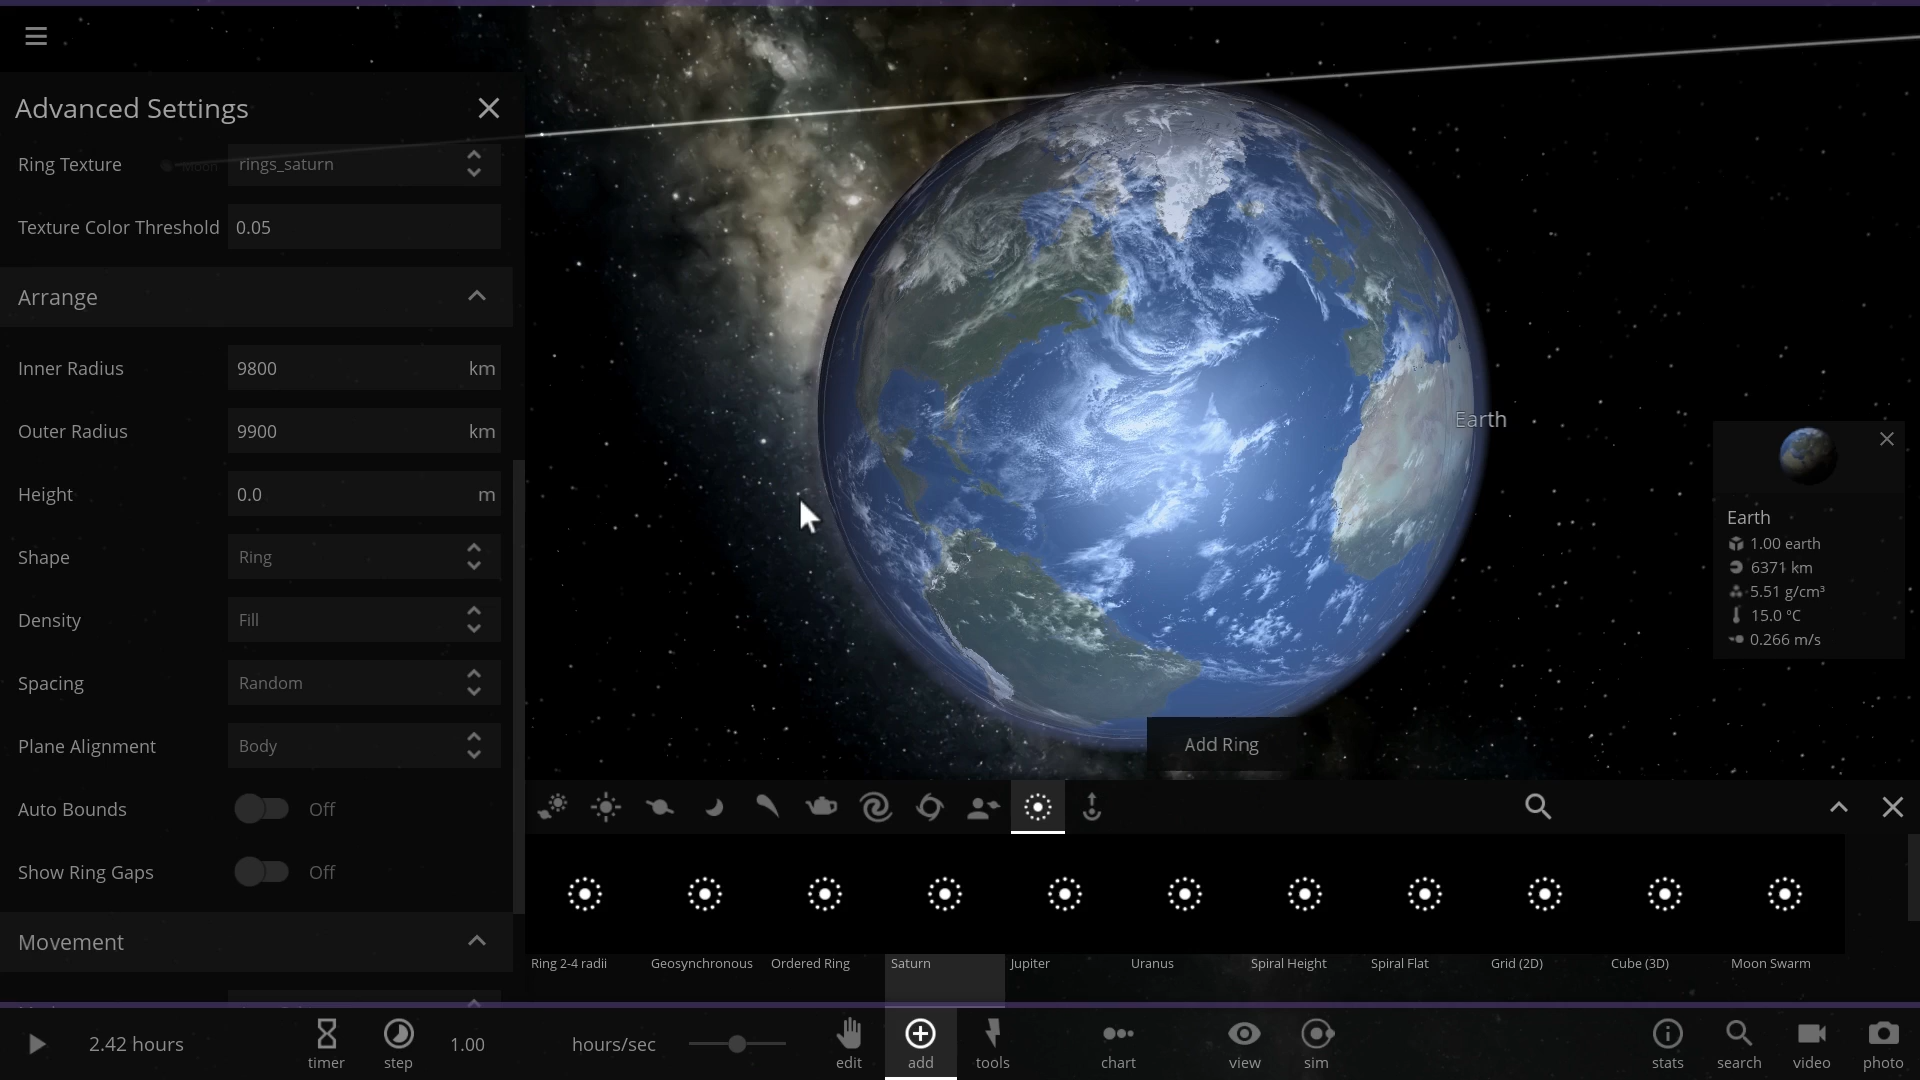 Advanced Settings
Ring Texture
Moon
rings_saturn
Texture Color Threshold
0.05
Arrange
Inner Radius
9800
km
Outer Radius
9900
km
Height
0.0
m
Shape
Ring
Density
Fill
Spacing
Random
Plane Alignment
Body
Auto Bounds
Off
Show Ring Gaps
Off
Movement
Earth
Earth
1.00 earth
6371 km
5.51 g/cm³
15.0 °C
0.266 m/s
Add Ring
Ring 2-4 radii
Geosynchronous
Ordered Ring
Saturn
Jupiter
Uranus
Spiral Height
Spiral Flat
Grid (2D)
Cube (3D)
Moon Swarm
2.42 hours
timer
step
1.00
hours/sec
edit
add
tools
chart
view
sim
stats
search
video
photo